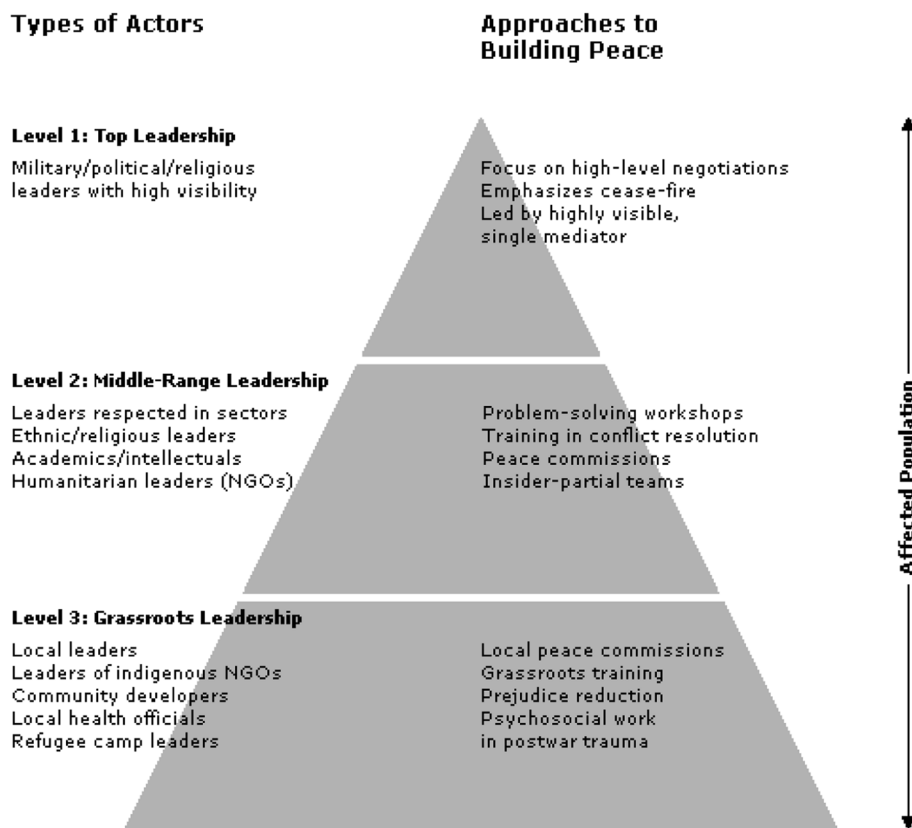 Types of Actors
Approaches to
Building Peace
Level 1: Top Leadership
Military/political/religious
leaders with high visibility
Focus on high-level negotiations
Emphasizes cease-fire
Led by highly visible,
single mediator
Level 2: Middle-Range Leadership
Leaders respected in sectors
Ethnic/religious leaders
Academics/intellectuals
Humanitarian leaders (NGOs)
Problem-solving workshops
Training in conflict resolution
Peace commissions
Insider-partial teams
Level 3: Grassroots Leadership
Local leaders
Leaders of indigenous NGOs
Community developers
Local health officials
Refugee camp leaders
Local peace commissions
Grassroots training
Prejudice reduction
Psychosocial work
in postwar trauma
Affected Population